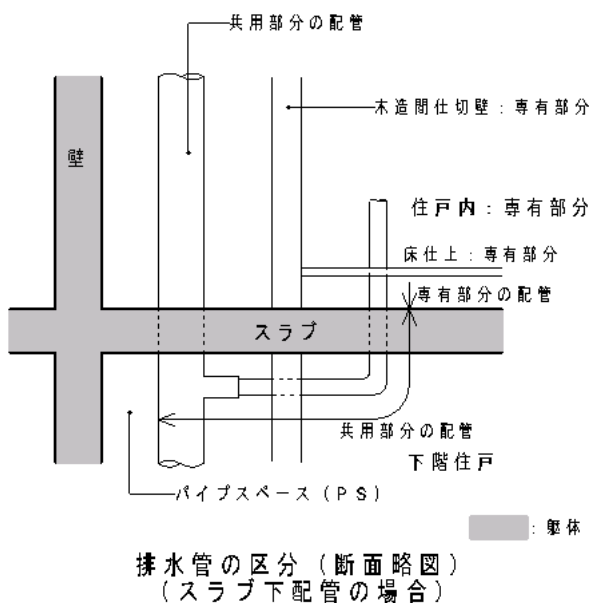 共用部分の配管
木造間仕切壁：専有部分
壁
住戸内：専有部分
床仕上：専有部分
専有部分の配管
スラブ
共用部分の配管
下階住戸
パイプスペース（PS）
：躯体
排水管の区分（断面略図）
（スラブ下配管の場合）